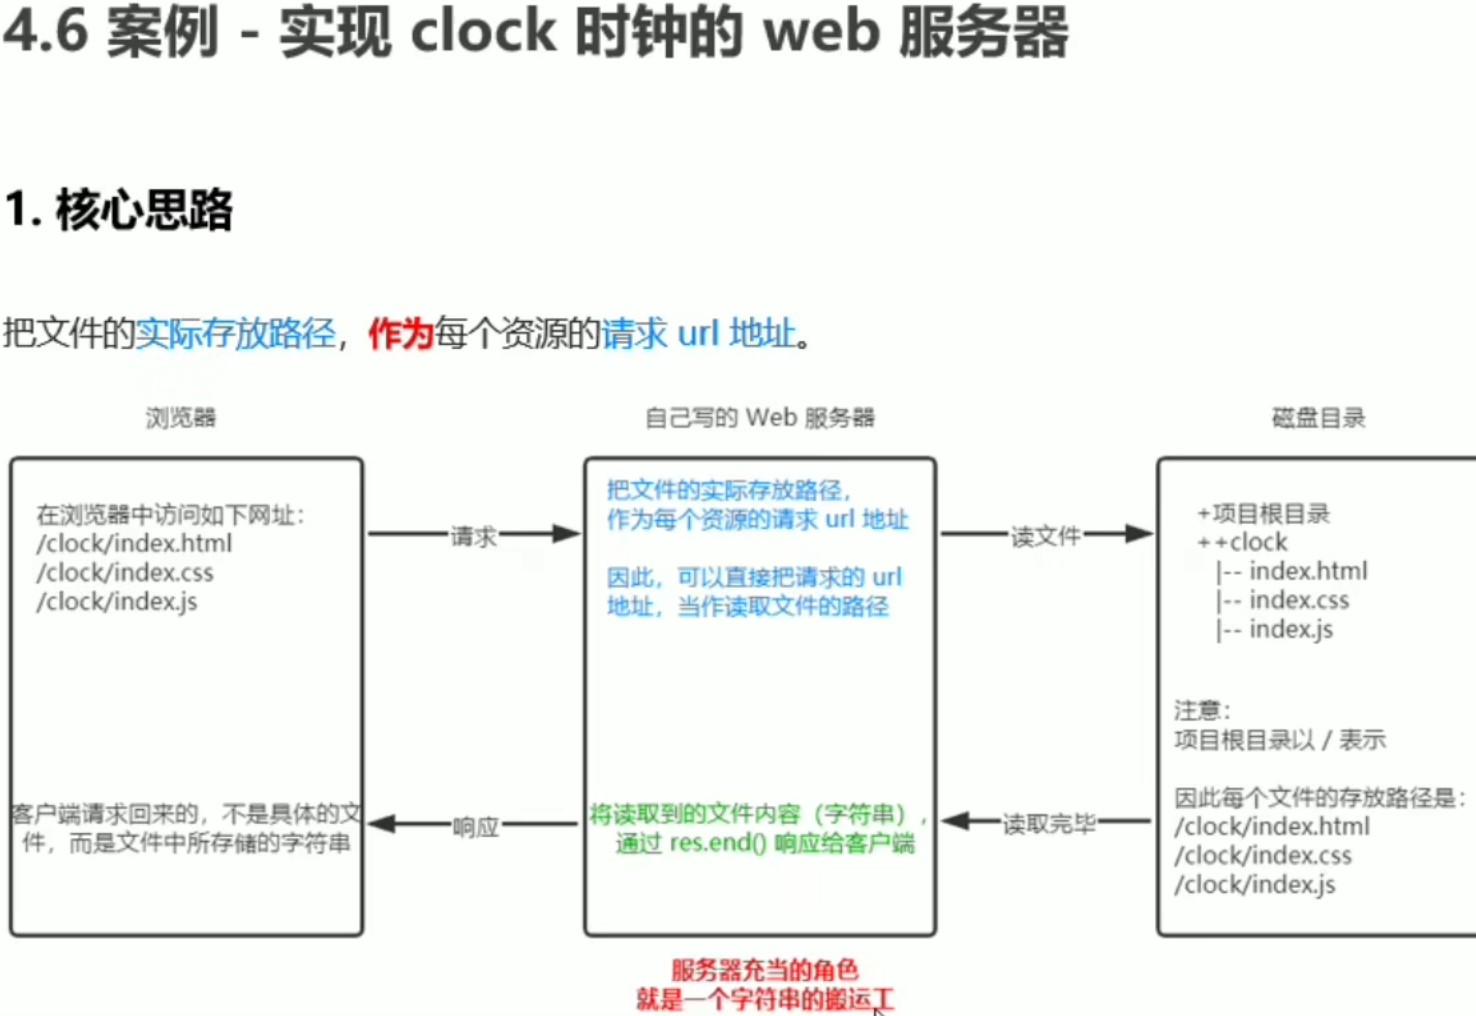 4.6 案例 - 实现 clock 时钟的 web 服务器
1. 核心思路
把文件的实际存放路径，作为每个资源的请求 url 地址。
浏览器
在浏览器中访问如下网址：
/clock/index.html
/clock/index.css
/clock/index.js
客户端请求回来的，不是具体的文
件，而是文件中所存储的字符串
请求
响应
自己写的 Web 服务器
把文件的实际存放路径，
作为每个资源的请求 url 地址
因此，可以直接把请求的 url
地址，当作读取文件的路径
将读取到的文件内容（字符串），
通过 res.end() 响应给客户端
服务器充当的角色
就是一个字符串的搬运工
读文件
读取完毕
磁盘目录
+项目根目录
++clock
|-- index.html
|-- index.css
|-- index.js
注意：
项目根目录以 / 表示
因此每个文件的存放路径是：
/clock/index.html
/clock/index.css
/clock/index.js